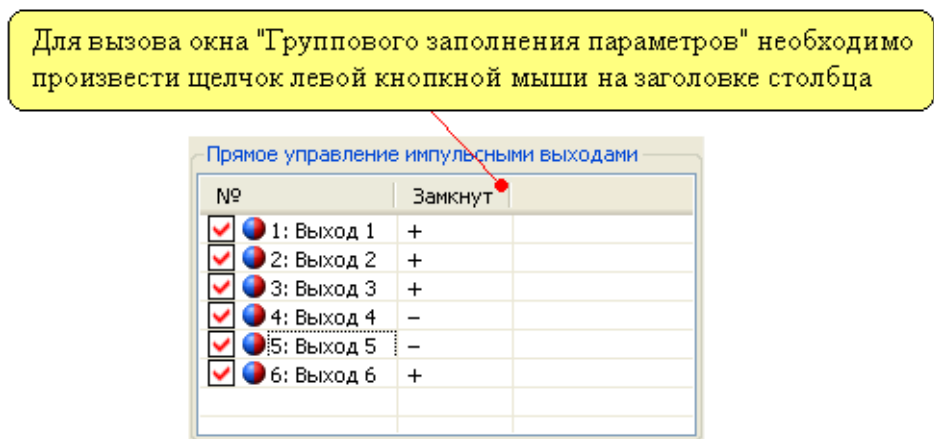 Для вызова окна "Группового заполнения параметров" необходимо
произвести щелчок левой кнопкной мыши на заголовке столбца
Прямое управление импульсными выходами
№ Замкнут
1: Выход 1 +
2: Выход 2 +
3: Выход 3 +
4: Выход 4 –
5: Выход 5 –
6: Выход 6 +